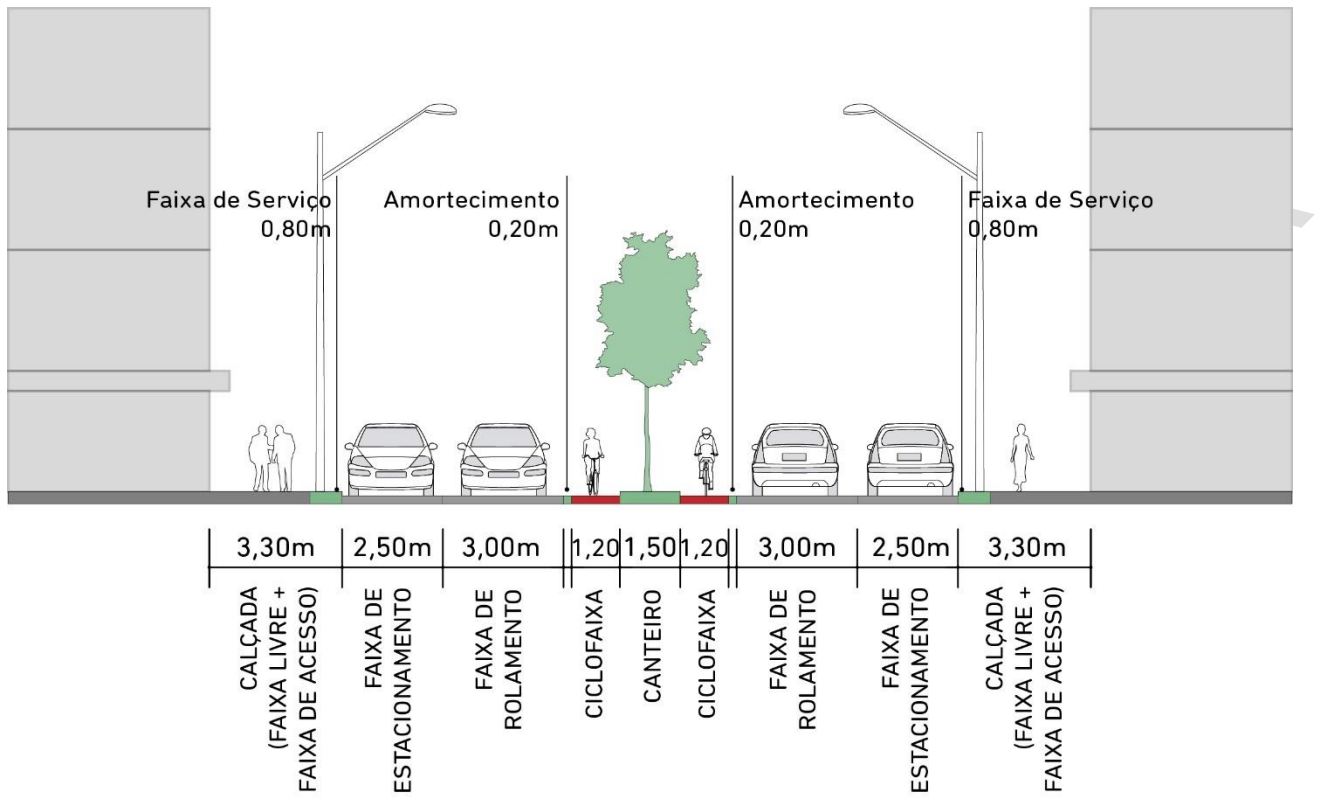 Faixa de Serviço
0,80m
Amortecimento
0,20m
Amortecimento
0,20m
Faixa de Serviço
0,80m
3,30m
2,50m
3,00m
1,20
1,50
1,20
3,00m
2,50m
3,30m
CALÇADA
(FAIXA LIVRE +
FAIXA DE ACESSO)
FAIXA DE
ESTACIONAMENTO
FAIXA DE
ROLAMENTO
CICLOFAIXA
CANTEIRO
CICLOFAIXA
FAIXA DE
ROLAMENTO
FAIXA DE
ESTACIONAMENTO
CALÇADA
(FAIXA LIVRE +
FAIXA DE ACESSO)